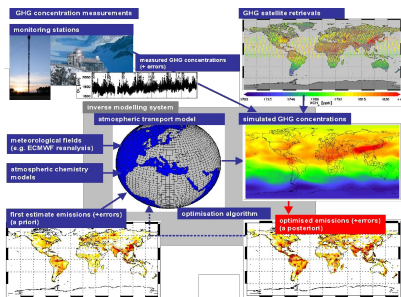 GHG concentration measurements
GHG satellite retrievals
monitoring stations
measured GHG concentrations
(+ errors)
inverse modelling system
atmospheric transport model
simulated GHG concentrations
meteorological fields
(e.g. ECMWF reanalysis)
atmospheric chemistry
models
first estimate emissions (+errors)
(a priori)
optimisation algorithm
optimised emissions (+errors)
(a posteriori)